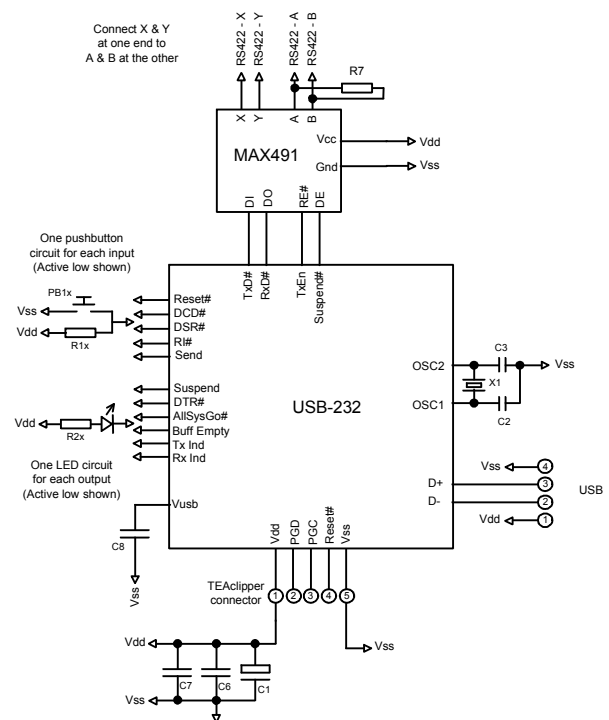 Connect X & Y
at one end to
A & B at the other
RS422 - X
RS422 - Y
RS422 - A
RS422 - B
R7
X
Y
A
B
MAX491
Vcc
Vdd
Gnd
Vss
DI
DO
RE#
DE
One pushbutton
circuit for each input
(Active low shown)
TxD#
RxD#
TxEn
Suspend#
PB1x
Vss
Vdd
R1x
Reset#
DCD#
DSR#
RI#
Send
OSC2
OSC1
C3
X1
C2
Vss
USB-232
Suspend
DTR#
AllSysGo#
Buff Empty
Tx Ind
Rx Ind
Vdd
R2x
One LED circuit
for each output
(Active low shown)
Vss
4
D+
3
USB
D-
2
Vdd
1
Vusb
C8
Vss
Vdd
PGD
PGC
Reset#
Vss
TEAclipper
connector
1
2
3
4
5
Vdd
Vss
C7
C6
C1
Vss